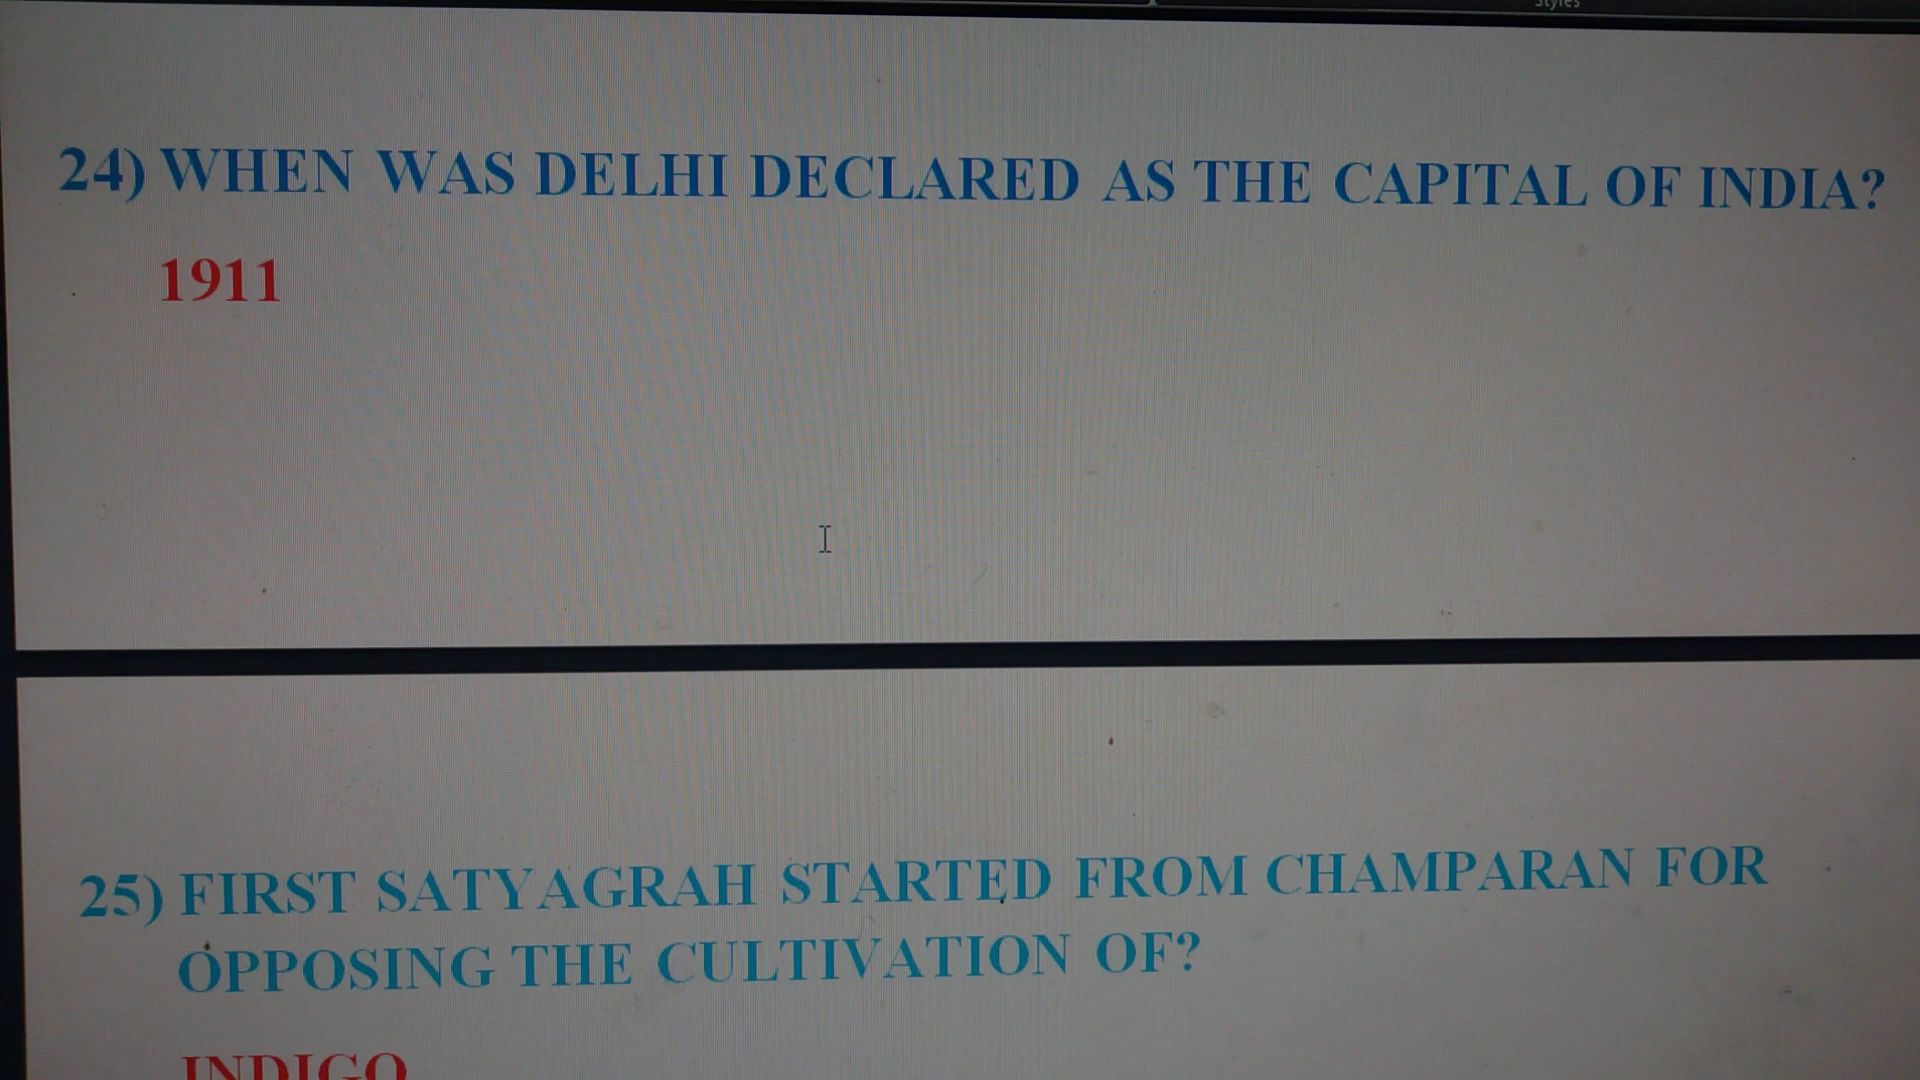 Styles
24) WHEN WAS DELHI DECLARED AS THE CAPITAL OF INDIA?
1911
25) FIRST SATYAGRAH STARTED FROM CHAMPARAN FOR
OPPOSING THE CULTIVATION OF?
INDIGO